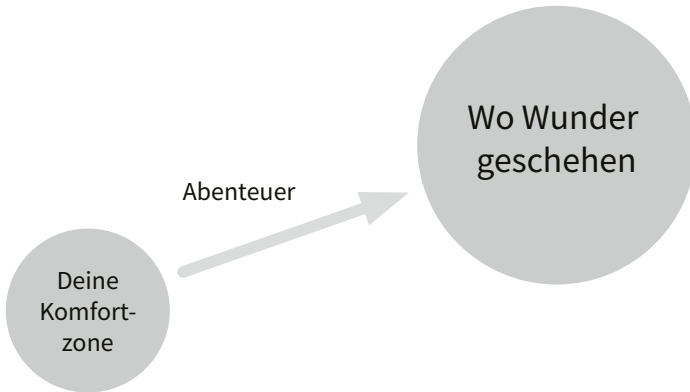 Wo Wunder
geschehen
Abenteuer
Deine
Komfort-
zone